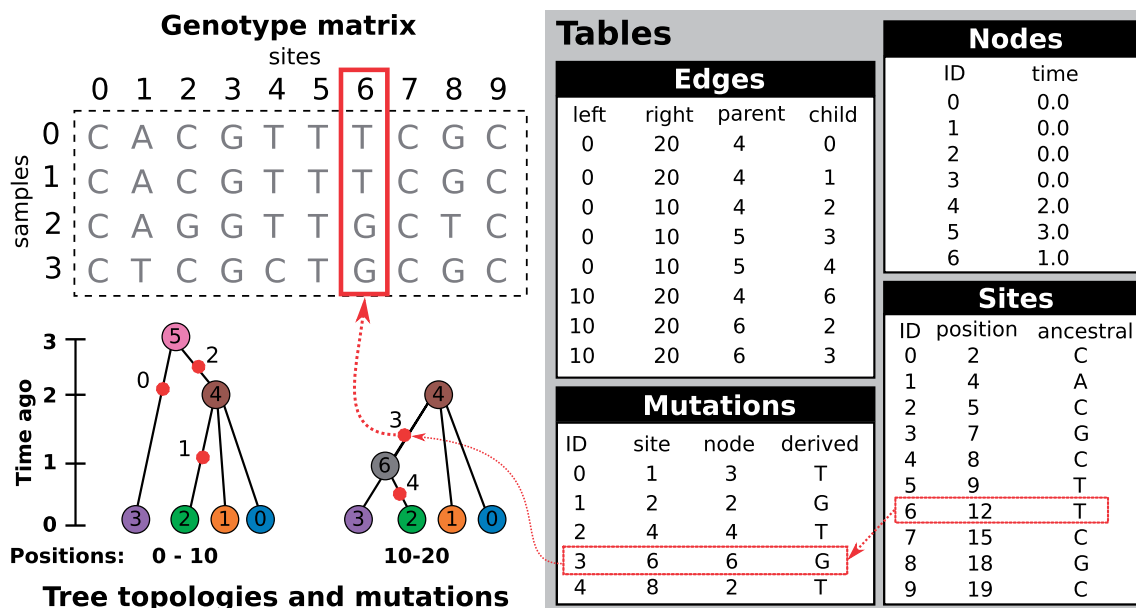 Genotype matrix
sites
0 1 2 3 4 5 6 7 8 9
samples
0 C A C G T T T C G C
1 C A C G T T T C G C
2 C A G G T T G C T C
3 C T C G C T G C G C
Time ago
3
2
1
0
5
0
2
4
1
3 2 1 0
4
3
6
4
3 2 1 0
Positions: 0 - 10 10-20
Tree topologies and mutations
Tables
Edges
left right parent child
0 20 4 0
0 20 4 1
0 10 4 2
0 10 5 3
0 10 5 4
10 20 4 6
10 20 6 2
10 20 6 3
Mutations
ID site node derived
0 1 3 T
1 2 2 G
2 4 4 T
3 6 6 G
4 8 2 T
Nodes
ID time
0 0.0
1 0.0
2 0.0
3 0.0
4 2.0
5 3.0
6 1.0
Sites
ID position ancestral
0 2 C
1 4 A
2 5 C
3 7 G
4 8 C
5 9 T
6 12 T
7 15 C
8 18 G
9 19 C